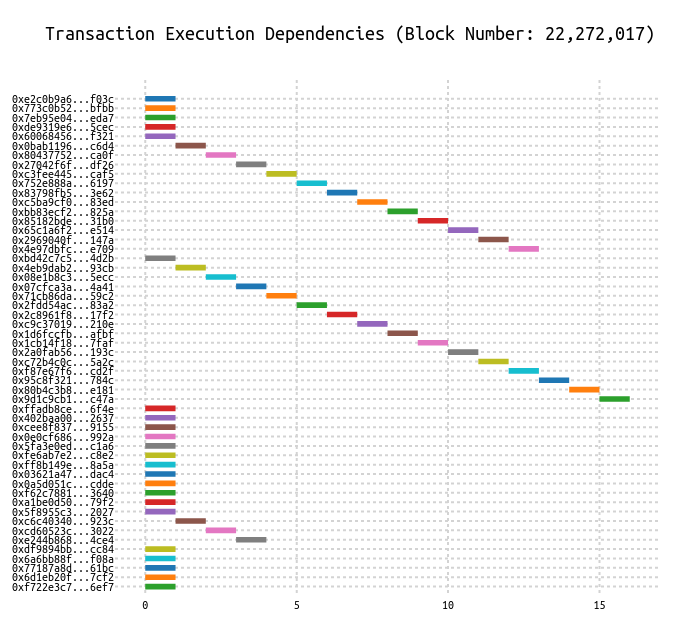 Transaction Execution Dependencies (Block Number: 22,272,017)
0xe2c0b9a6...f03c
0x773c0b52...bfbb
0x7eb95e04...eda7
0xde9319e6...5cec
0x60068456...f321
0x0bab1196...c6d4
0x80437752...ca0f
0x27042f6f...df26
0xc3fee445...caf5
0x752e888a...6197
0x83798fb5...3e62
0xc5ba9cf0...83ed
0xbb83ecf2...825a
0x85182bde...31b0
0x65c1a6f2...e514
0x2969040f...147a
0x4e97dbfc...e709
0xbd42c7c5...4d2b
0x4eb9dab2...93cb
0x08e1b8c3...5ecc
0x07cfca3a...4a41
0x71cb86da...59c2
0x2fdd54ac...83a2
0x2c8961f8...17f2
0xc9c37019...210e
0x1d6fccfb...afbf
0x1cb14f18...7faf
0x2a0fab56...193c
0xc72b4c0c...5a2c
0xf87e67f6...cd2f
0x95c8f321...784c
0x80b4c3b8...e181
0x9d1c9cb1...c47a
0xffadb8ce...6f4e
0x402baa00...2637
0xcee8f837...9155
0x0e0cf686...992a
0x5fa3e0ed...c1a6
0xfe6ab7e2...c8e2
0xff8b149e...8a5a
0x03621a47...dac4
0x0a5d051c...cdde
0xf62c7881...3640
0xa1be0d50...79f2
0x5f8955c3...2027
0xc6c40340...923c
0xcd60523c...3022
0xe244b868...4ce4
0xdf9894bb...cc84
0x6a6bb88f...f08a
0x77187a8d...61bc
0x6d1eb20f...7cf2
0xf722e3c7...6ef7
0 5 10 15